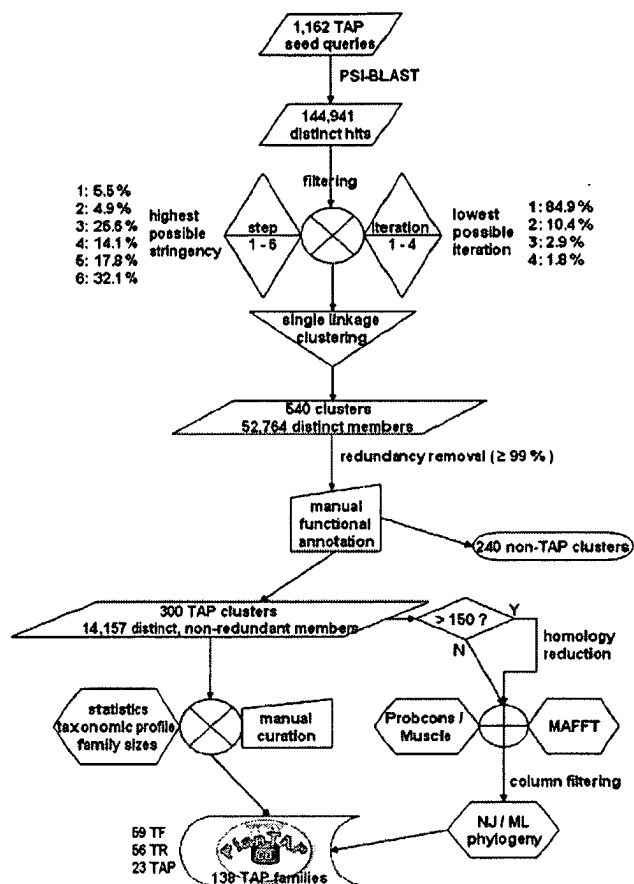 1,162 TAP
seed queries
PSI-BLAST
144,941
distinct hits
filtering
1: 5.5 %
2: 4.9 %
3: 25.6 %
4: 14.1 %
5: 17.8 %
6: 32.1 %
highest
possible
stringency
step
1 - 6
iteration
1 - 4
lowest
possible
iteration
1: 84.9 %
2: 10.4 %
3: 2.9 %
4: 1.8 %
single linkage
clustering
540 clusters
52,764 distinct members
redundancy removal ( ≥ 99 % )
manual
functional
annotation
240 non-TAP clusters
300 TAP clusters
14,157 distinct, non-redundant members
> 150 ?
Y
N
homology
reduction
statistics
taxonomic profile
family sizes
manual
curation
Probcons /
Muscle
MAFFT
column filtering
NJ / ML
phylogeny
59 TF
56 TR
23 TAP
PlanTAP
138 TAP families